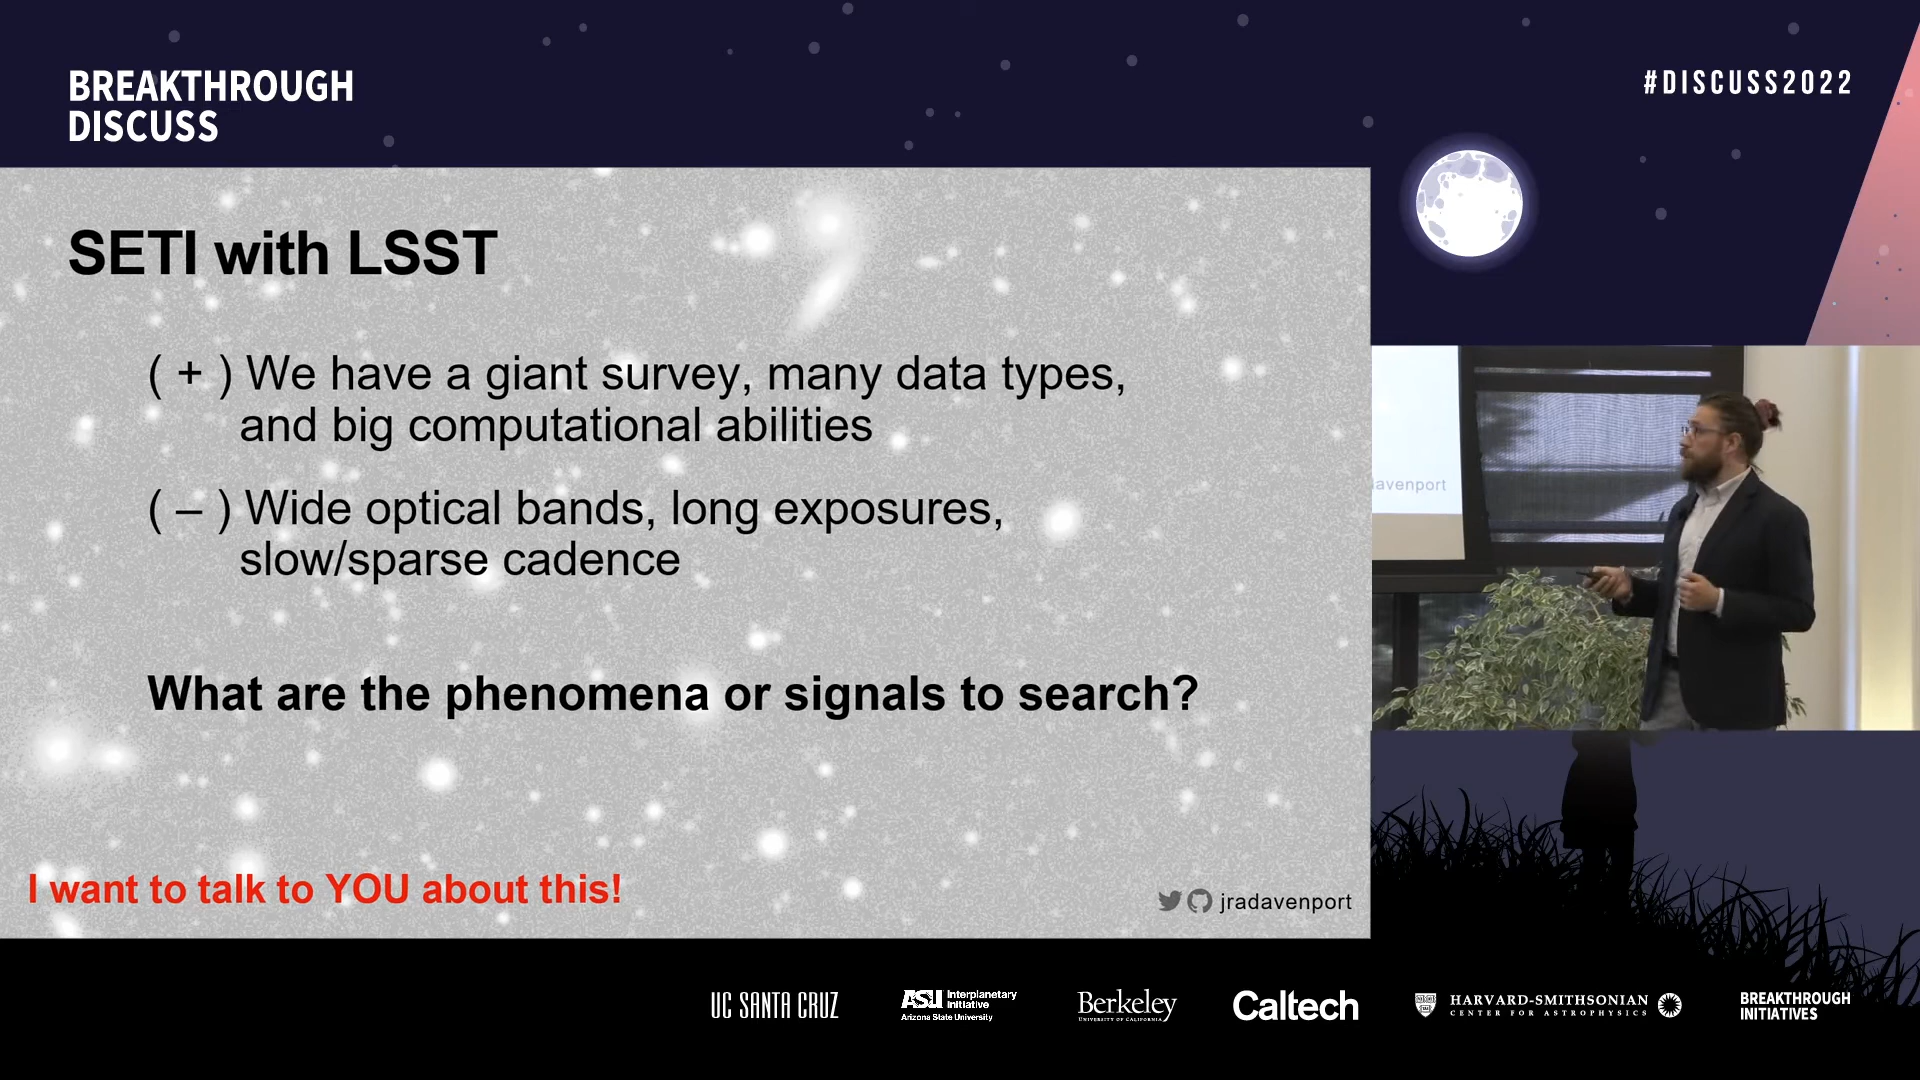 BREAKTHROUGH
DISCUSS
#DISCUSS2022
SETI with LSST
( + ) We have a giant survey, many data types,
and big computational abilities
( – ) Wide optical bands, long exposures,
slow/sparse cadence
What are the phenomena or signals to search?
I want to talk to YOU about this!
jradavenport
davenport
UC SANTA CRUZ
ASU Interplanetary
Initiative
Arizona State University
Berkeley
UNIVERSITY OF CALIFORNIA
Caltech
HARVARD-SMITHSONIAN
CENTER FOR ASTROPHYSICS
BREAKTHROUGH
INITIATIVES